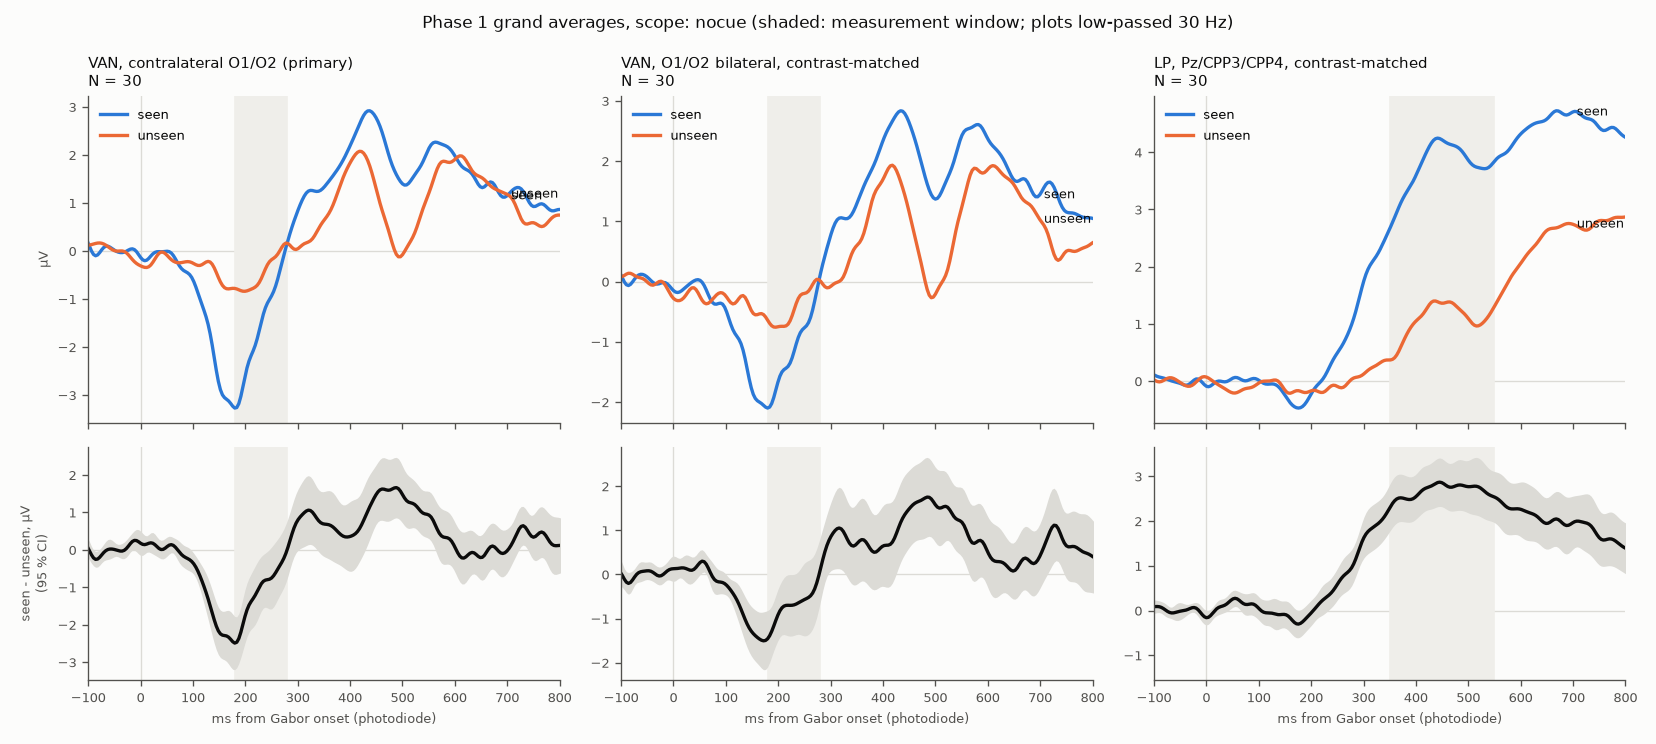 Phase 1 grand averages, scope: nocue (shaded: measurement window; plots low-passed 30 Hz)
VAN, contralateral O1/O2 (primary)
N = 30
seen
unseen
3
2
1
0
−1
−2
−3
µV
unseen
seen
VAN, O1/O2 bilateral, contrast-matched
N = 30
seen
unseen
3
2
1
0
−1
−2
seen
unseen
LP, Pz/CPP3/CPP4, contrast-matched
N = 30
seen
unseen
4
3
2
1
0
seen
unseen
2
1
0
−1
−2
−3
seen - unseen, µV
(95 % CI)
−100 0 100 200 300 400 500 600 700 800
ms from Gabor onset (photodiode)
2
1
0
−1
−2
−100 0 100 200 300 400 500 600 700 800
ms from Gabor onset (photodiode)
3
2
1
0
−1
−100 0 100 200 300 400 500 600 700 800
ms from Gabor onset (photodiode)